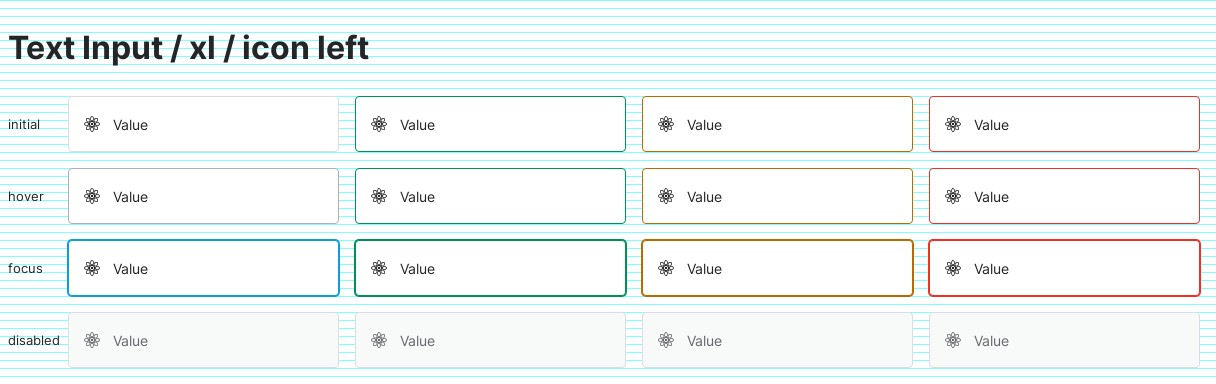 Text Input / xl / icon left
initial Value Value Value Value
hover Value Value Value Value
focus Value Value Value Value
disabled Value Value Value Value